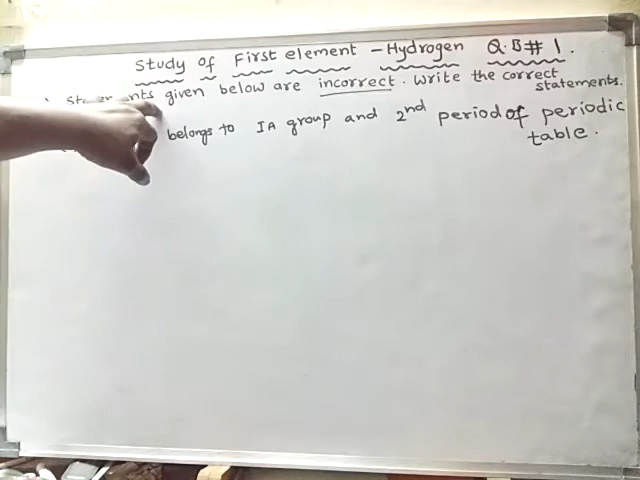 Study of First element - Hydrogen Q.B# 1.
given below are incorrect. Write the correct statements.
belongs to IA group and 2nd period of periodic table.